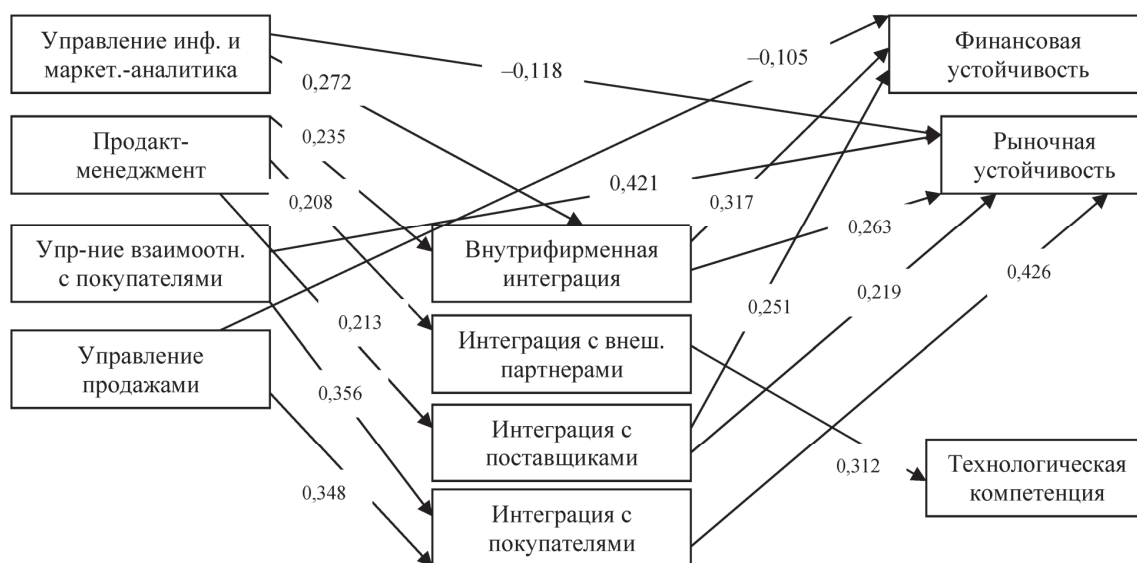 Управление инф. и
маркет.-аналитика
Продакт-
менеджмент
Упр-ние взаимоотн.
с покупателями
Управление
продажами
0,272
0,235
0,208
0,213
0,356
0,348
–0,118
–0,105
0,421
Внутрифирменная
интеграция
Интеграция с внеш.
партнерами
Интеграция с
поставщиками
Интеграция с
покупателями
0,317
0,263
0,251
0,219
0,426
0,312
Финансовая
устойчивость
Рыночная
устойчивость
Технологическая
компетенция